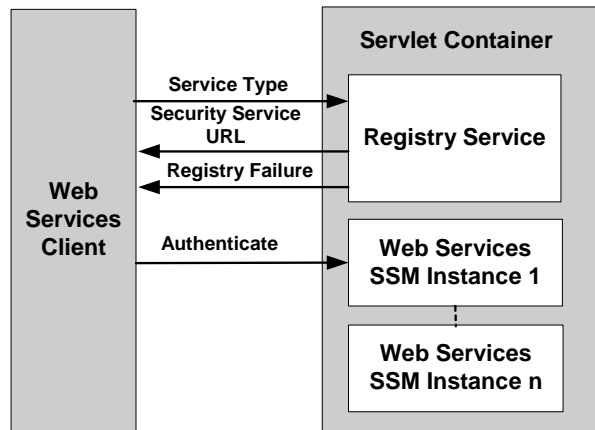 Servlet Container
Service Type
Security Service
URL
Registry Failure
Registry Service
Web
Services
Client
Authenticate
Web Services
SSM Instance 1
Web Services
SSM Instance n